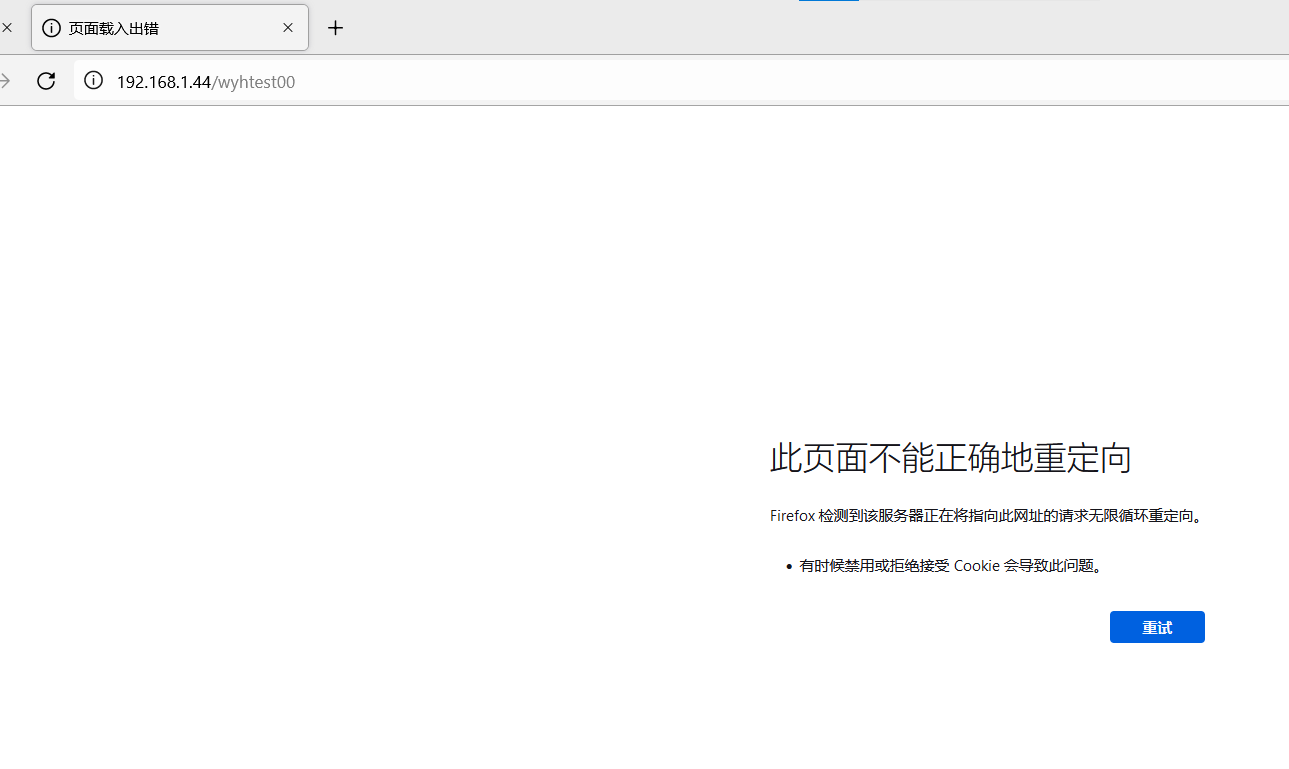 页面载入出错
192.168.1.44/wyhtest00
此页面不能正确地重定向
Firefox 检测到该服务器正在将指向此网址的请求无限循环重定向。
• 有时候禁用或拒绝接受 Cookie 会导致此问题。
重试